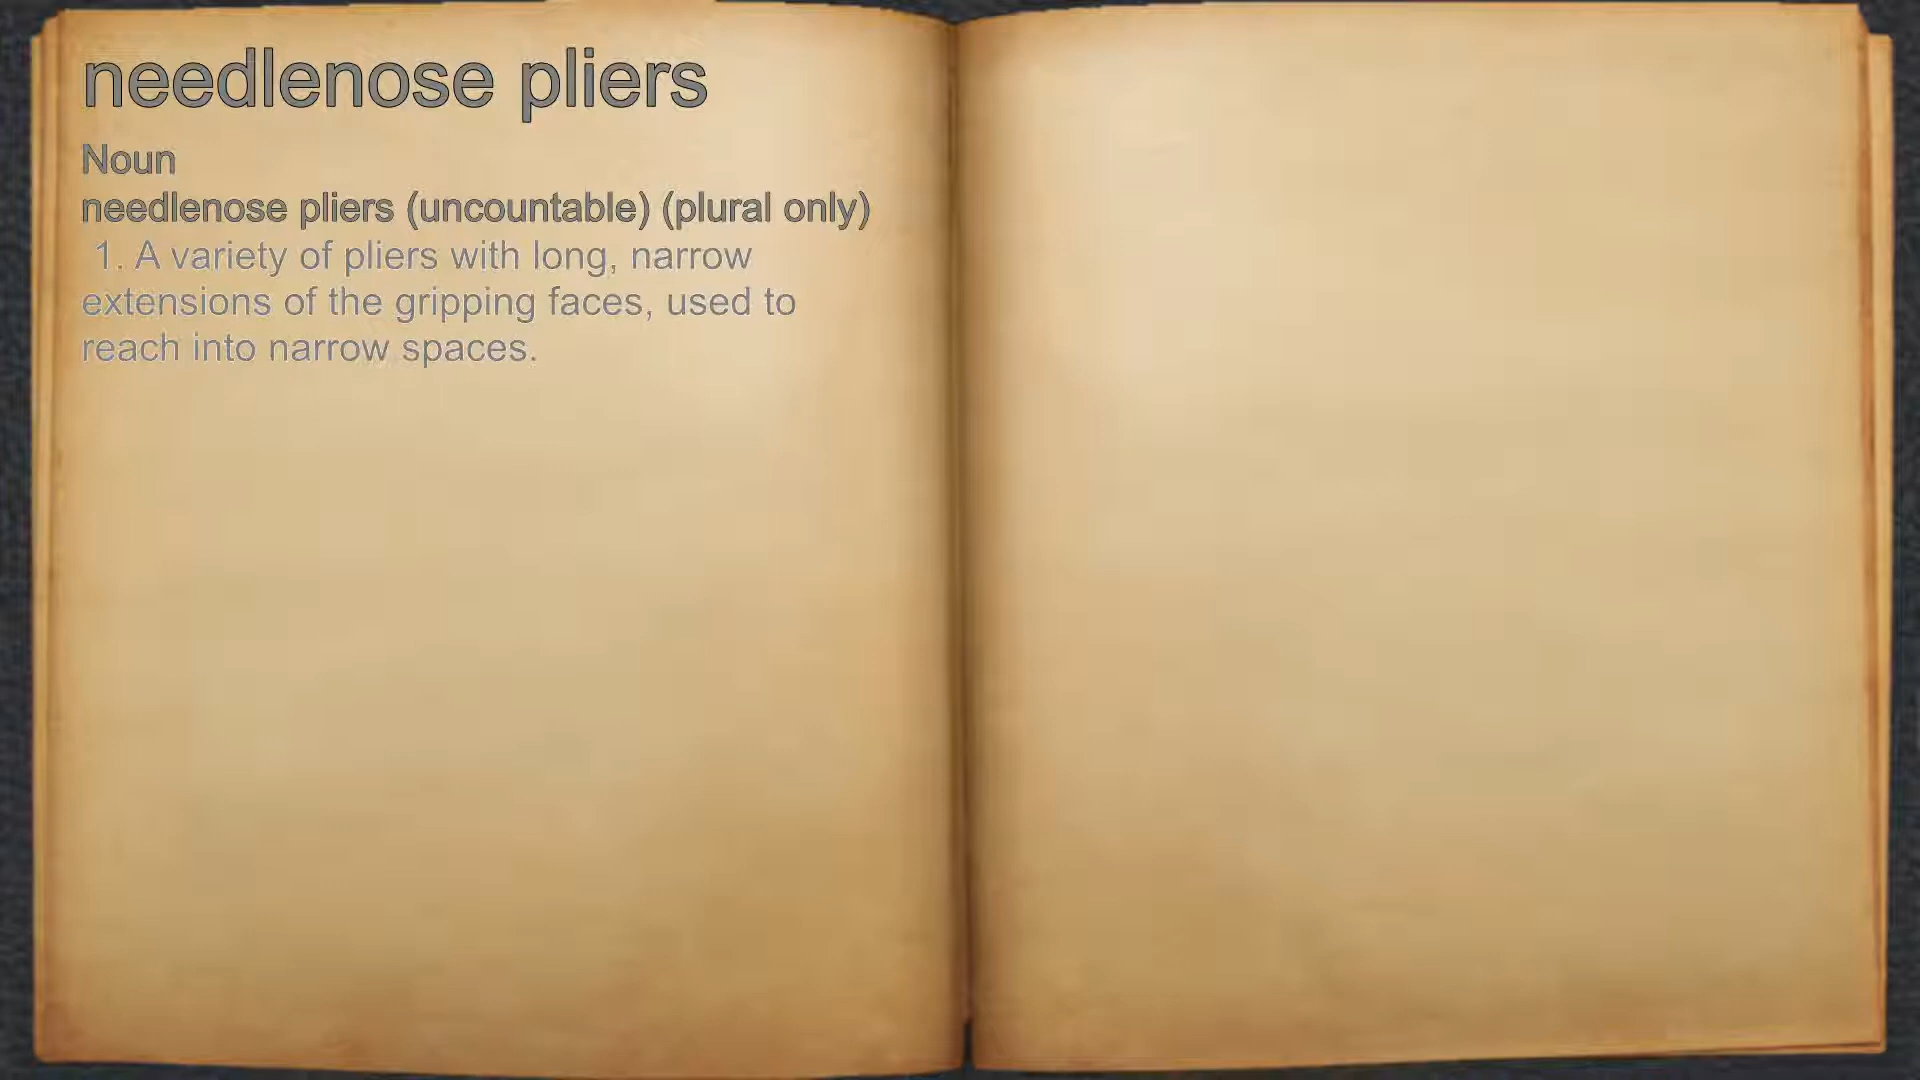 needlenose pliers
Noun
needlenose pliers (uncountable) (plural only)
1. A variety of pliers with long, narrow
extensions of the gripping faces, used to
reach into narrow spaces.